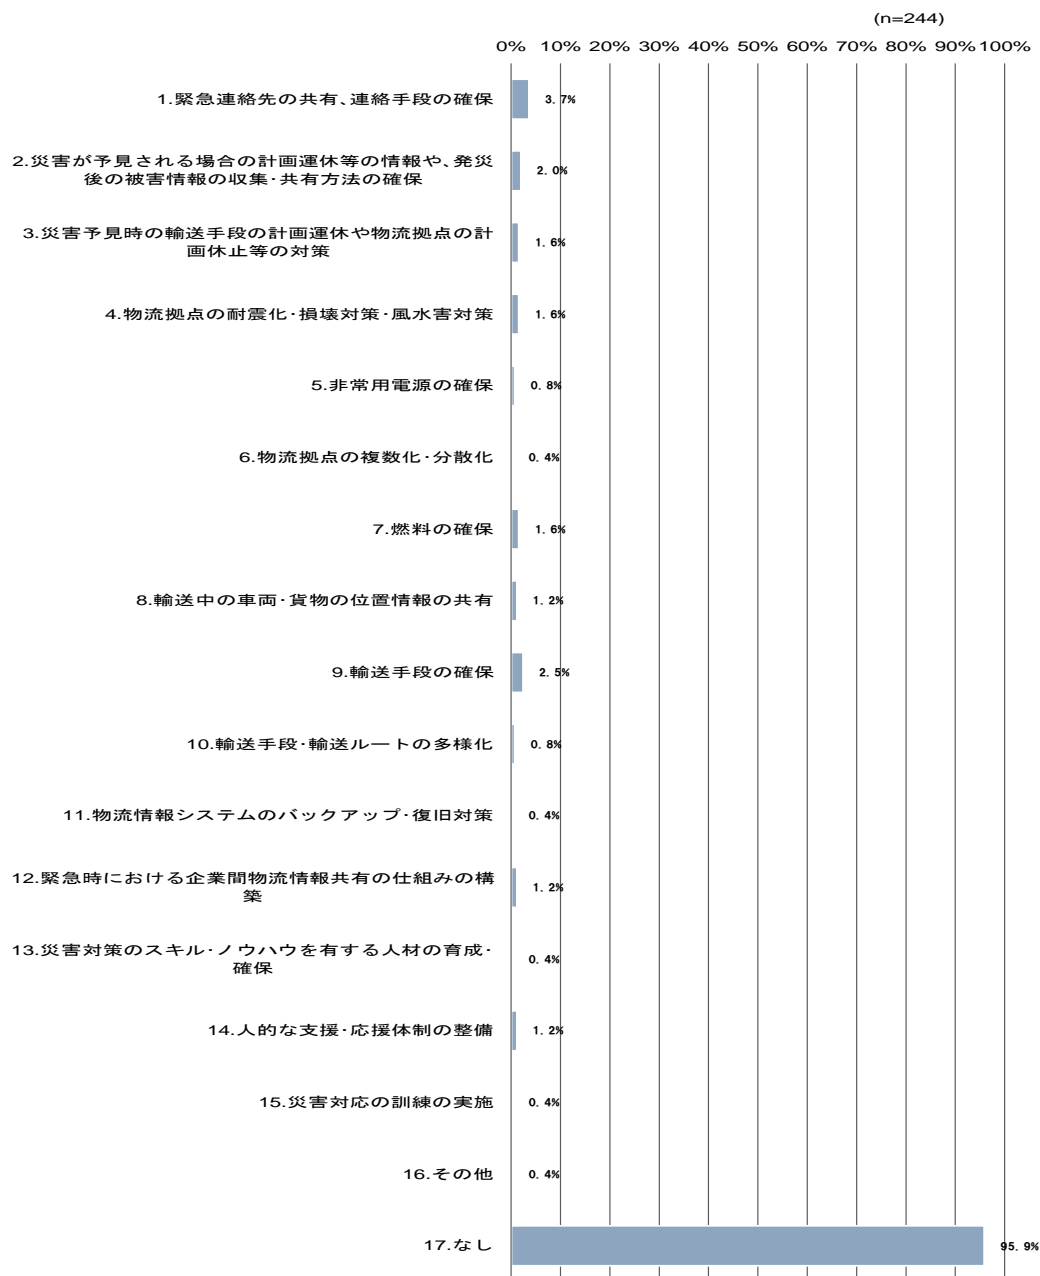 (n=244)
0% 10% 20% 30% 40% 50% 60% 70% 80% 90% 100%
1.緊急連絡先の共有、連絡手段の確保 3.7%
2.災害が予見される場合の計画運休等の情報や、発災
後の被害情報の収集･共有方法の確保 2.0%
3.災害予見時の輸送手段の計画運休や物流拠点の計
画休止等の対策 1.6%
4.物流拠点の耐震化･損壊対策･風水害対策 1.6%
5.非常用電源の確保 0.8%
6.物流拠点の複数化･分散化 0.4%
7.燃料の確保 1.6%
8.輸送中の車両･貨物の位置情報の共有 1.2%
9.輸送手段の確保 2.5%
10.輸送手段･輸送ルートの多様化 0.8%
11.物流情報システムのバックアップ･復旧対策 0.4%
12.緊急時における企業間物流情報共有の仕組みの構
築 1.2%
13.災害対策のスキル･ノウハウを有する人材の育成･
確保 0.4%
14.人的な支援･応援体制の整備 1.2%
15.災害対応の訓練の実施 0.4%
16.その他 0.4%
17.なし 95.9%